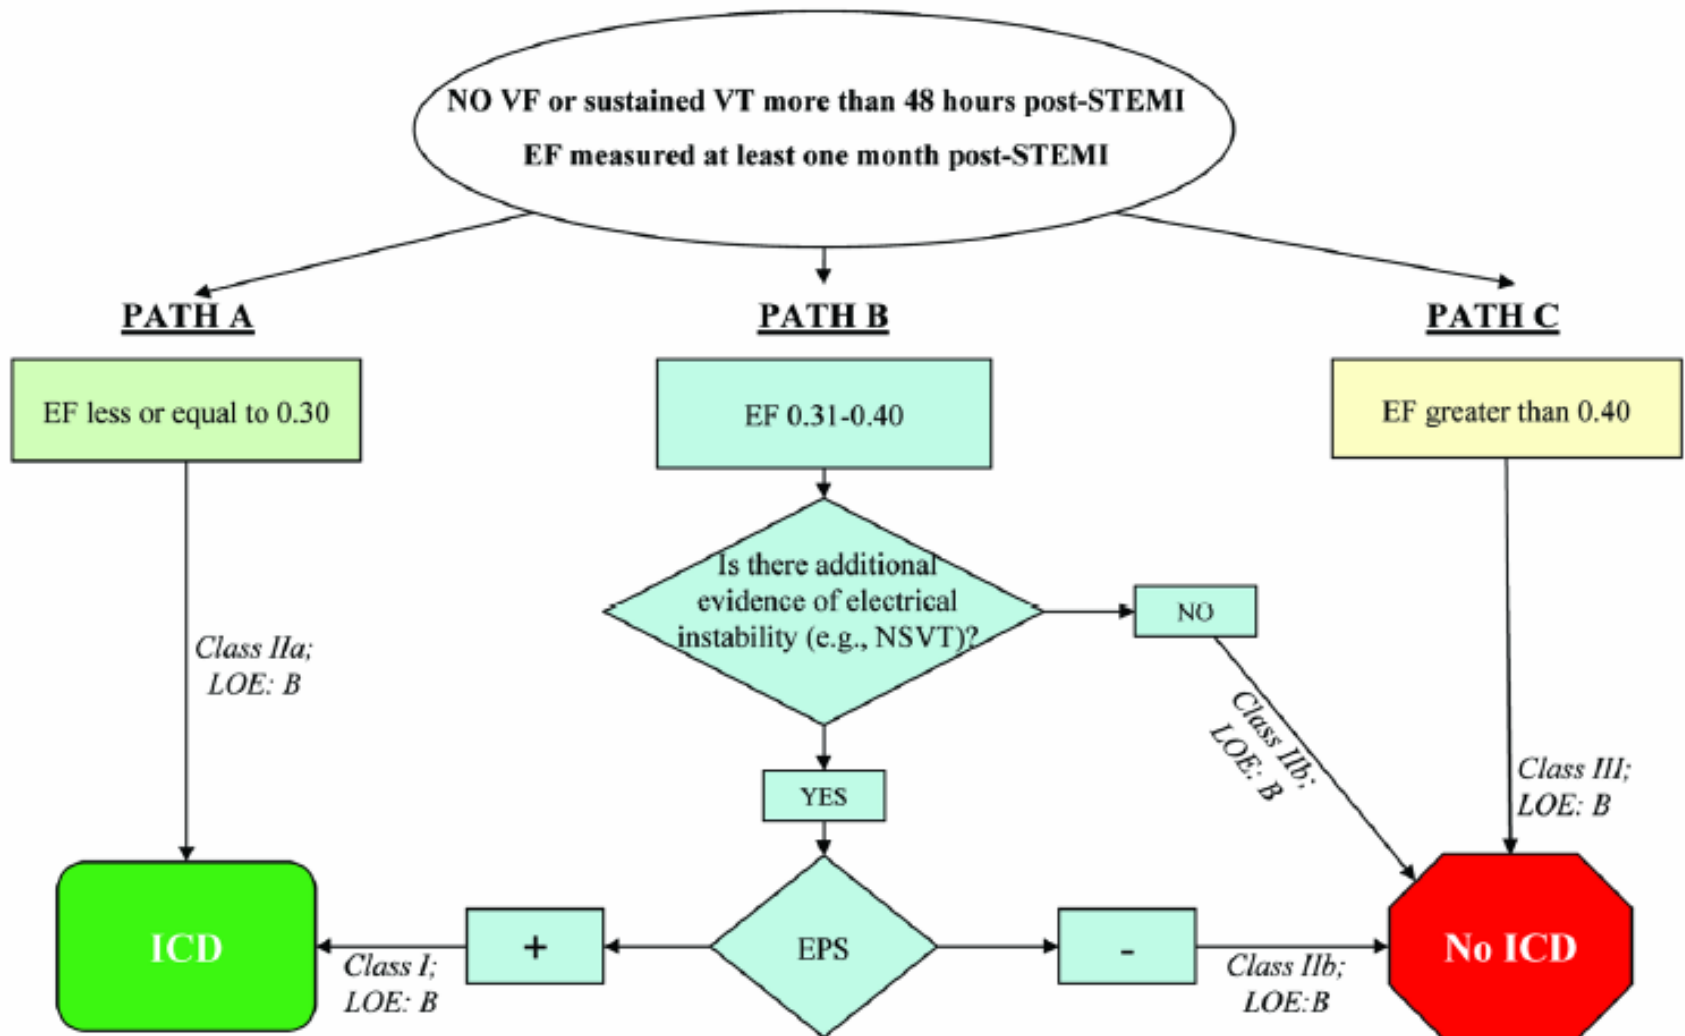 NO VF or sustained VT more than 48 hours post-STEMI
EF measured at least one month post-STEMI
PATH A
PATH B
PATH C
EF less or equal to 0.30
EF 0.31-0.40
EF greater than 0.40
Is there additional
evidence of electrical
instability (e.g., NSVT)?
NO
Class IIa;
LOE: B
Class IIb;
LOE: B
Class III;
LOE: B
YES
ICD
+
EPS
-
No ICD
Class I;
LOE: B
Class IIb;
LOE:B